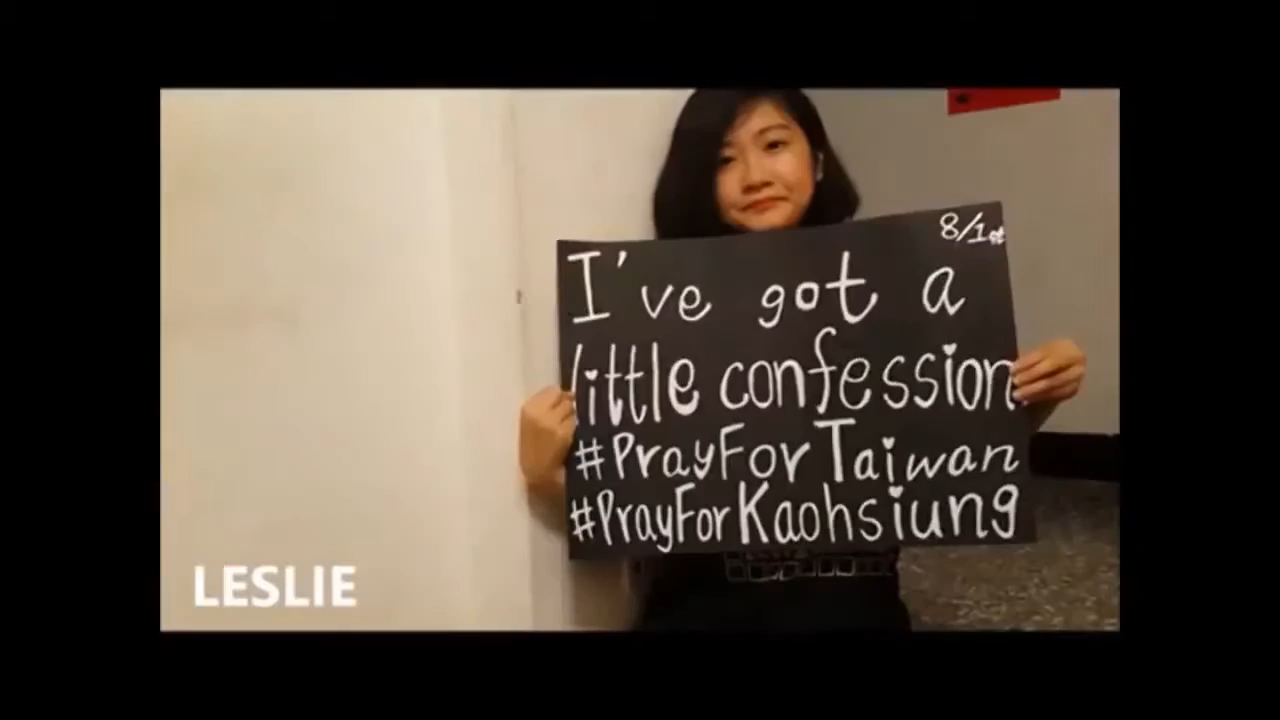 8/1st
I've got a
little confession
#PrayForTaiwan
#PrayForKaohsiung
LESLIE